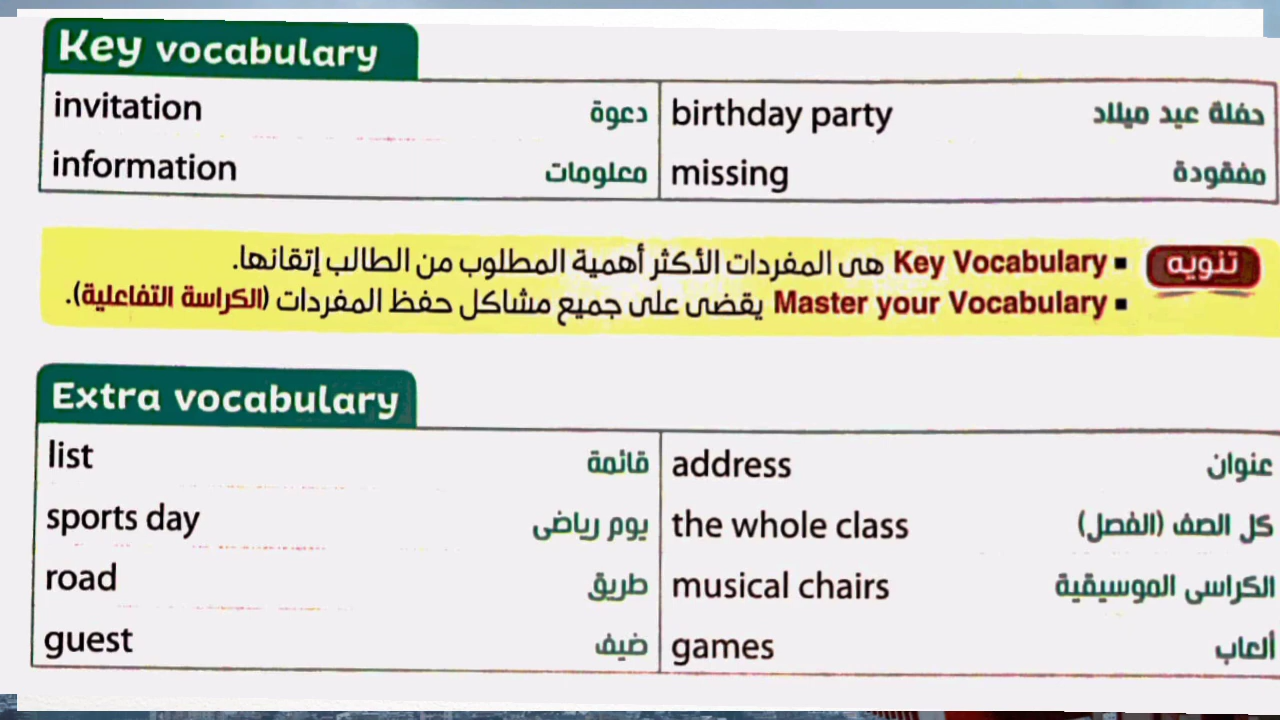 Key vocabulary
invitation دعوة birthday party حفلة عيد ميلاد
information معلومات missing مفقودة
تنويه ▪ Key Vocabulary هى المفردات الأكثر أهمية المطلوب من الطالب إتقانها.
▪ Master your Vocabulary يقضى على جميع مشاكل حفظ المفردات (الكراسة التفاعلية).
Extra vocabulary
list قائمة address عنوان
sports day يوم رياضى the whole class كل الصف (الفصل)
road طريق musical chairs الكراسى الموسيقية
guest ضيف games ألعاب